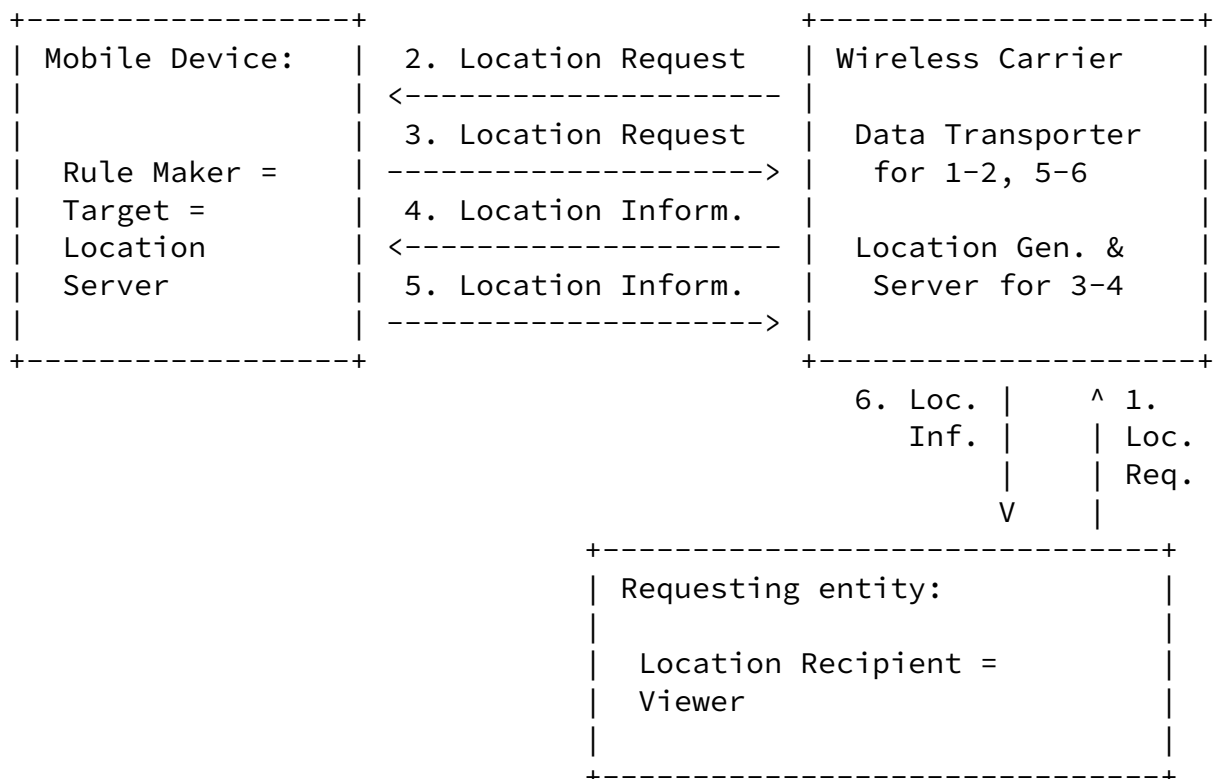 Mobile Device: 2. Location Request Wireless Carrier
3. Location Request Data Transporter
Rule Maker = for 1-2, 5-6
Target = 4. Location Inform.
Location Location Gen. &
Server 5. Location Inform. Server for 3-4
6. Loc. ^ 1.
Inf. Loc.
Req.
V
Requesting entity:
Location Recipient =
Viewer